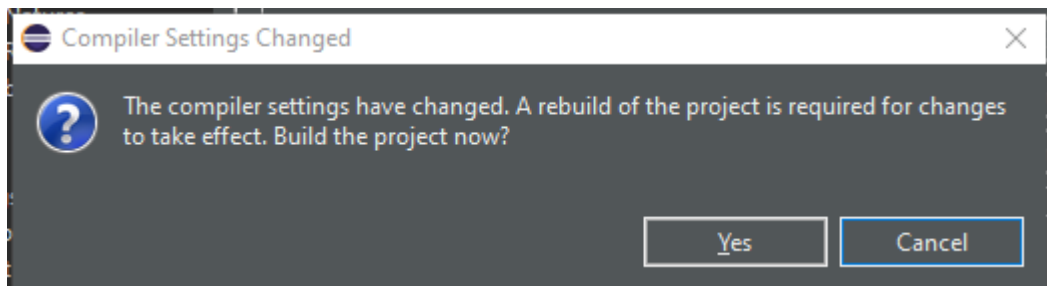 Compiler Settings Changed
The compiler settings have changed. A rebuild of the project is required for changes
to take effect. Build the project now?
Yes
Cancel